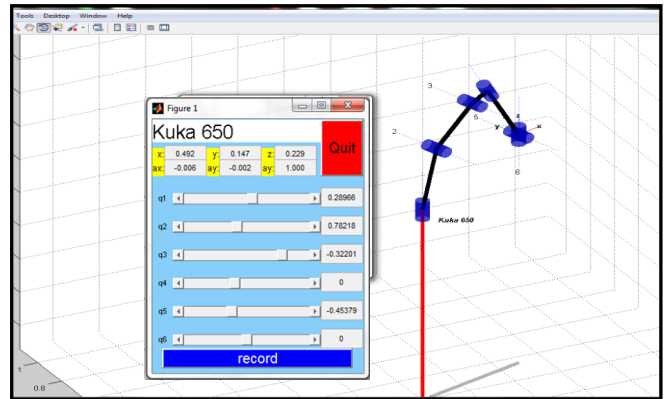 Tools Desktop Window Help
Figure 1
Kuka 650
Quit
x: 0.492 y: 0.147 z: 0.229
ax: -0.006 ay: -0.002 ay: 1.000
q1 0.28966
q2 0.78218
q3 -0.32201
q4 0
q5 -0.45379
q6 0
record
3
2
5 4
y x
6
Kuka 650
1
0.8